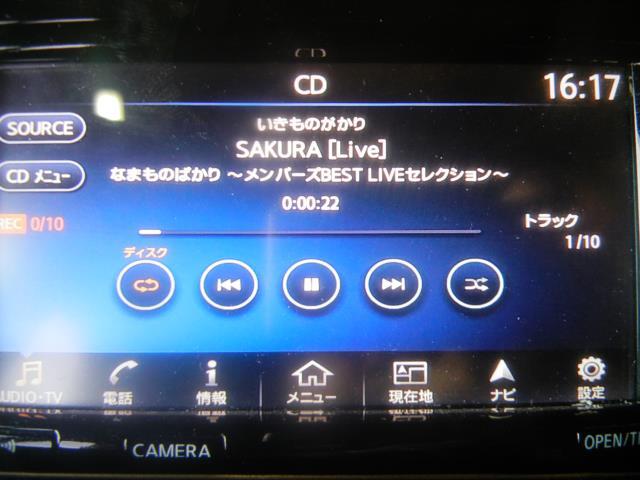 CD
16:17
SOURCE
いきものがかり
SAKURA [Live]
CD メニュー
なまものばかり ～メンバーズBEST LIVEセレクション～
0:00:22
REC 0/10
トラック
1/10
ディスク
AUDIO・TV
電話
情報
メニュー
現在地
ナビ
設定
CAMERA
OPEN/TI